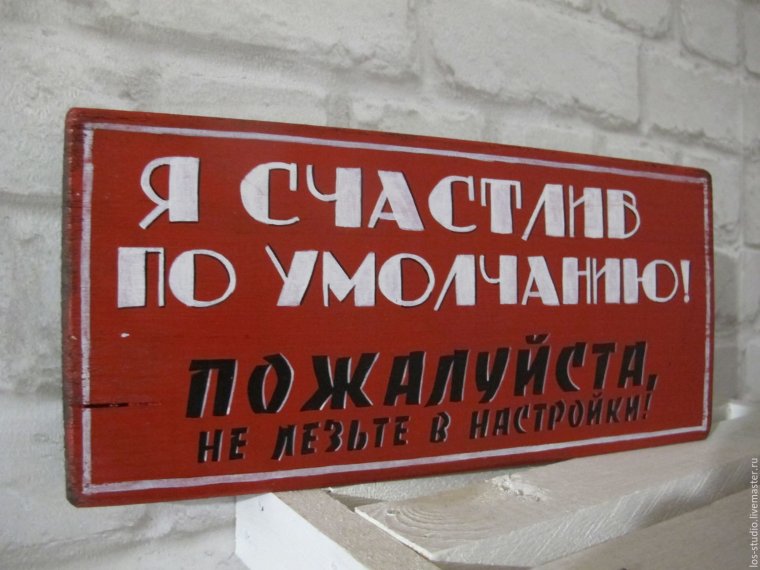 Я СЧАСТЛИВ
ПО УМОЛЧАНИЮ!
ПОЖАЛУЙСТА,
НЕ ЛЕЗЬТЕ В НАСТРОЙКИ!
los-studio.livemaster.ru